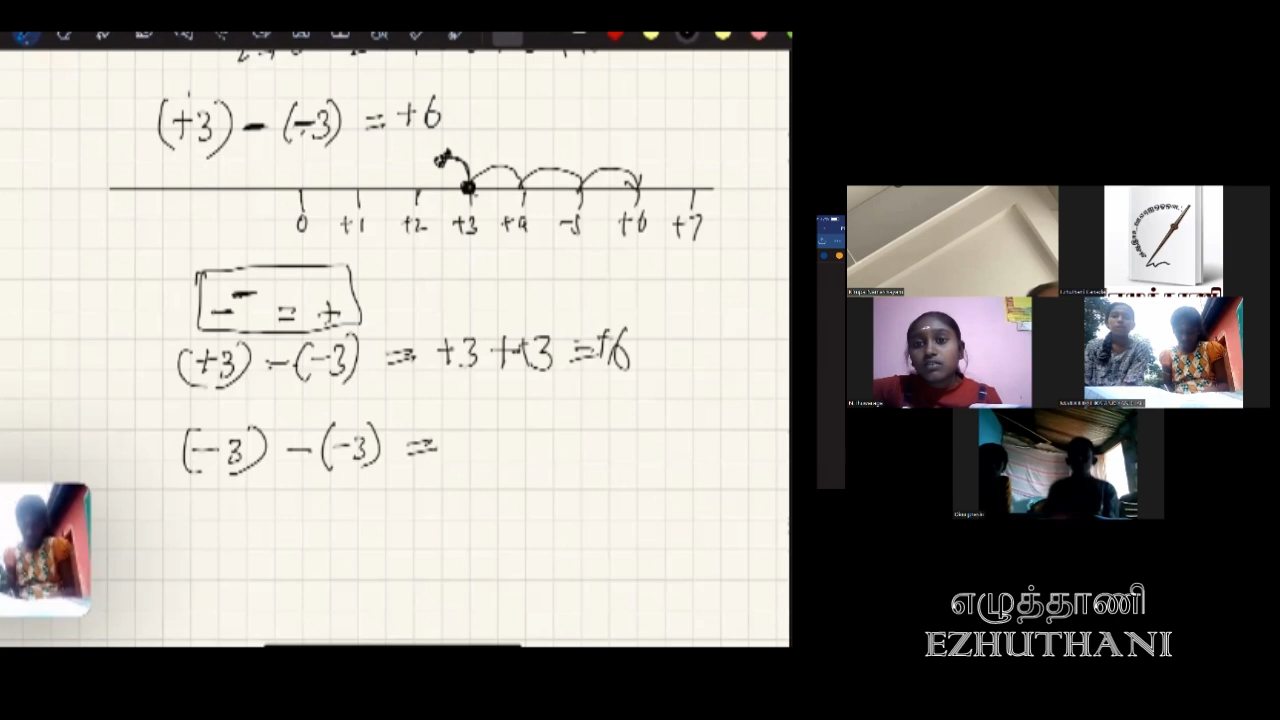 (+3) - (-3) = +6
0 +1 +2 +3 +4 -5 +6 +7
- - = +
(+3) - (-3) = +3 + +3 = +6
(-3) - (-3) =
எழுத்தாணி
EZHUTHANI